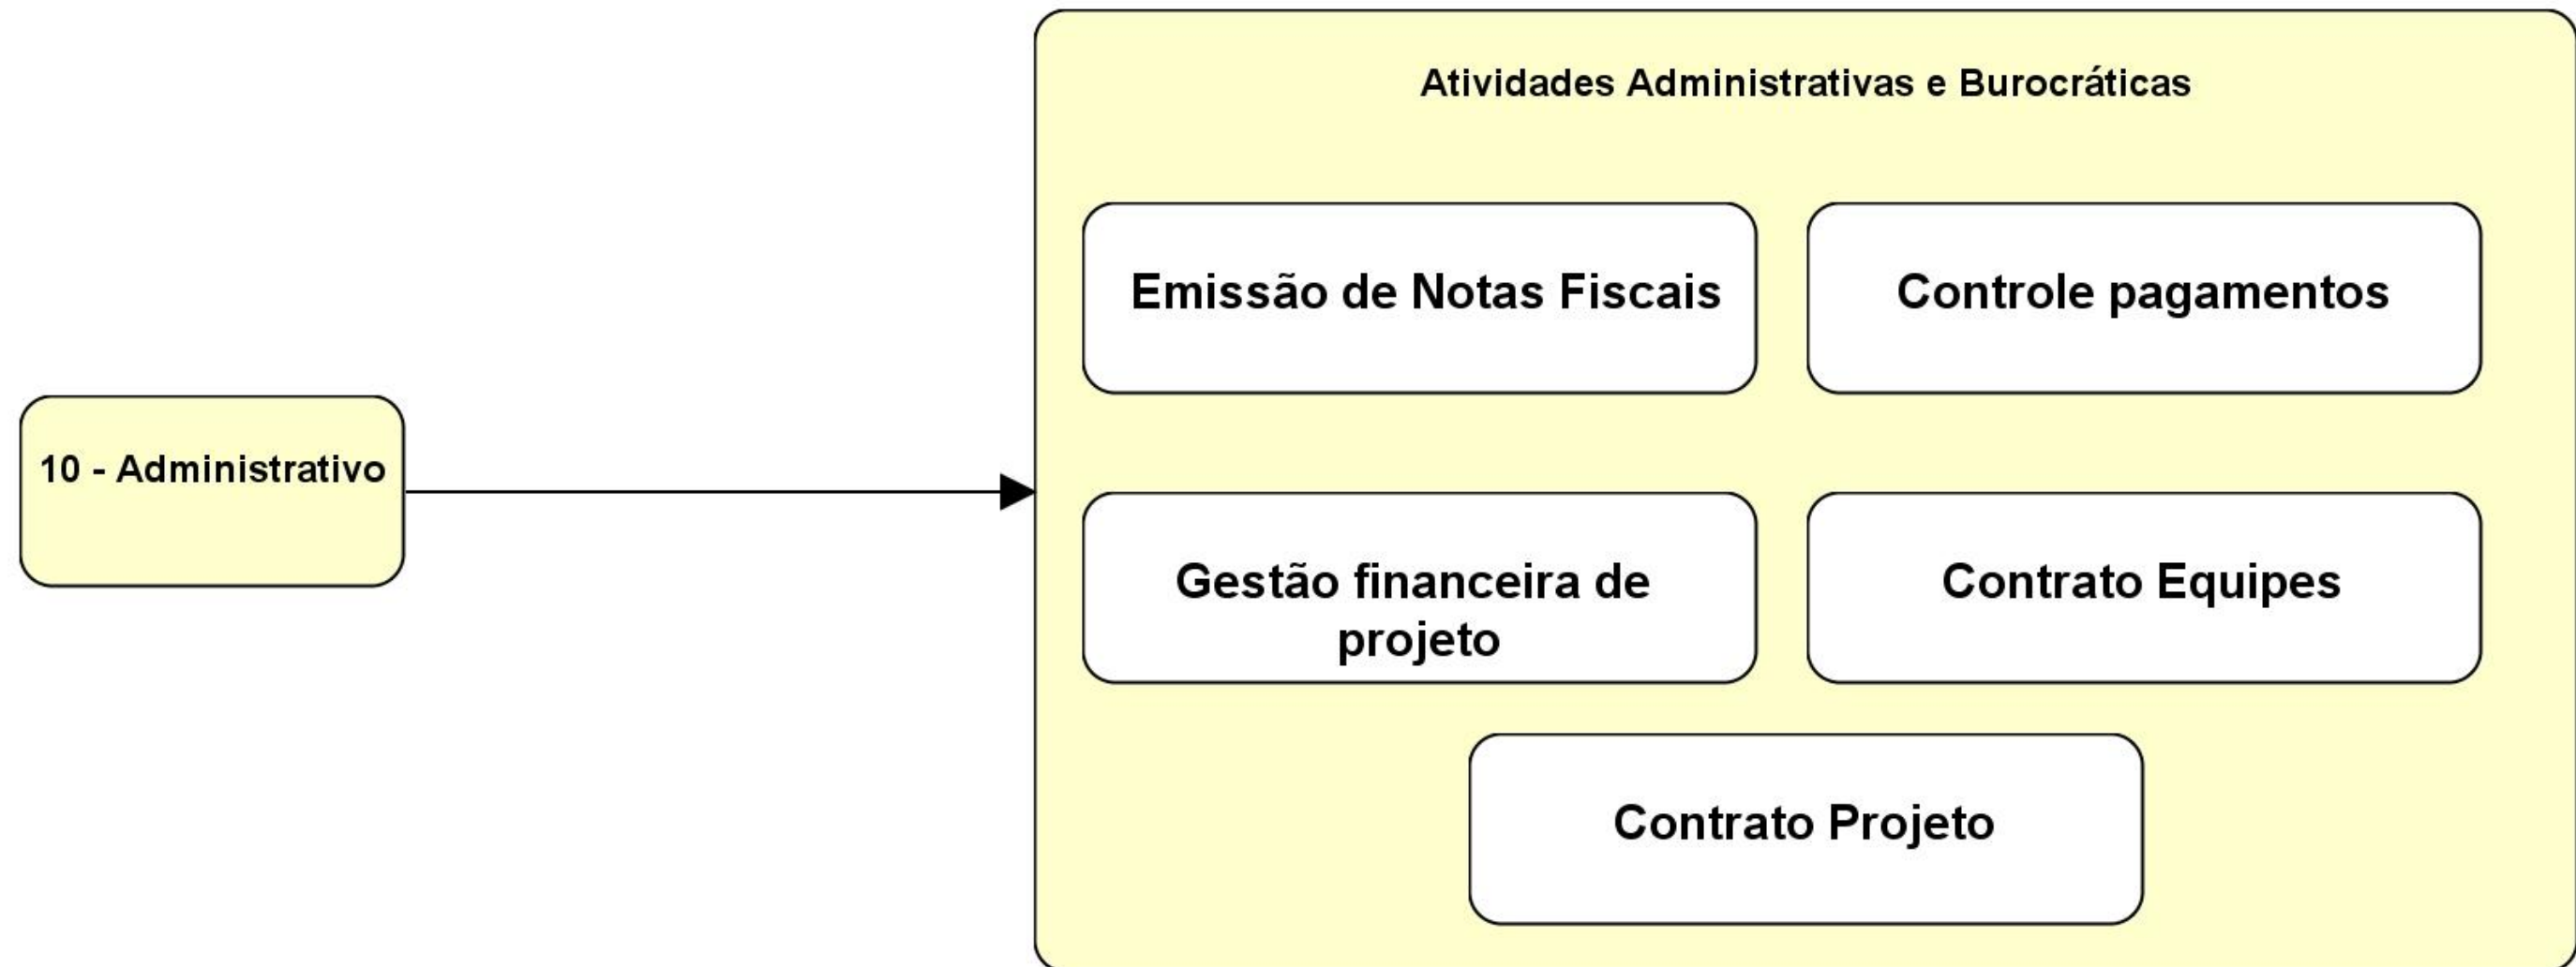 Atividades Administrativas e Burocráticas
Emissão de Notas Fiscais
Controle pagamentos
10 - Administrativo
Gestão financeira de
projeto
Contrato Equipes
Contrato Projeto